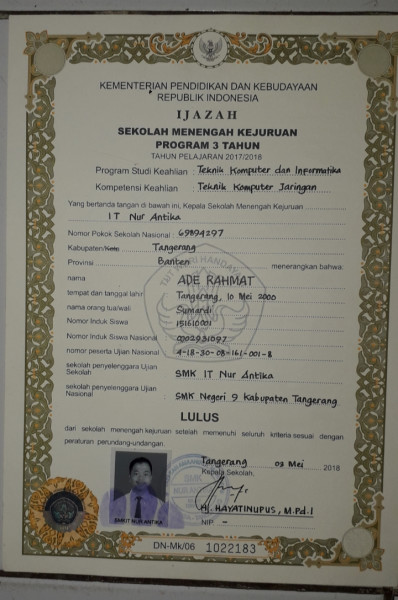 KEMENTERIAN PENDIDIKAN DAN KEBUDAYAAN
REPUBLIK INDONESIA
IJAZAH
SEKOLAH MENENGAH KEJURUAN
PROGRAM 3 TAHUN
TAHUN PELAJARAN 2017/2018
Program Studi Keahlian : Teknik Komputer dan Informatika
Kompetensi Keahlian : Teknik Komputer Jaringan
Yang bertanda tangan di bawah ini, Kepala Sekolah Menengah Kejuruan
IT Nur Antika
Nomor Pokok Sekolah Nasional : 69894297
Kabupaten/Kota : Tangerang
Provinsi : Banten menerangkan bahwa:
nama : ADE RAHMAT
tempat dan tanggal lahir : Tangerang, 10 Mei 2000
nama orang tua/wali : Sumardi
Nomor Induk Siswa : 151610001
Nomor Induk Siswa Nasional : 0002931097
nomor peserta Ujian Nasional : 4-18-30-08-161-001-8
sekolah penyelenggara Ujian Sekolah : SMK IT Nur Antika
sekolah penyelenggara Ujian Nasional : SMK Negeri 9 Kabupaten Tangerang
LULUS
dari sekolah menengah kejuruan setelah memenuhi seluruh kriteria sesuai dengan
peraturan perundang-undangan.
Tangerang, 03 Mei 2018
Kepala Sekolah,
Hj. HAYATINUPUS, M.Pd.I
NIP. -
SMKIT NUR ANTIKA
DN-Mk/06 1022183